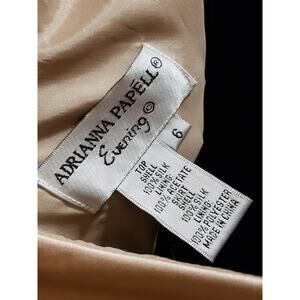 ADRIANNA PAPELL®
Evening©
6
TOP
SHELL
100% SILK
LINING:
100% ACETATE
SKIRT
SHELL
100% SILK
LINING:
100% POLYESTER
MADE IN CHINA